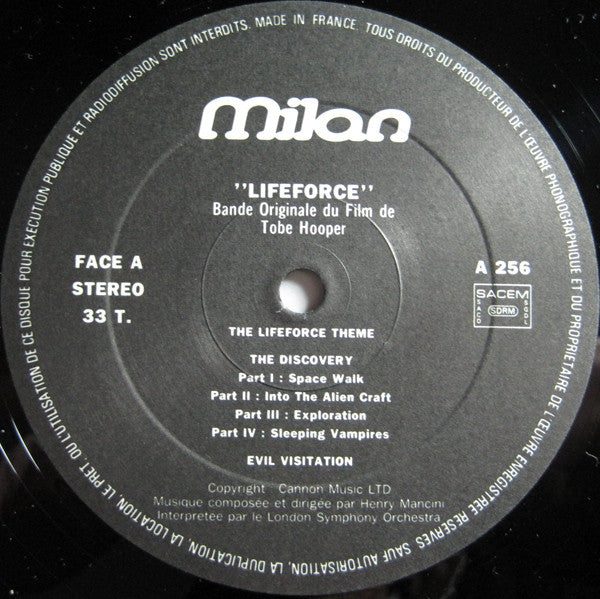 TOUS DROITS DU PRODUCTEUR DE L'ŒUVRE PHONOGRAPHIQUE ET DU PROPRIETAIRE DE L'ŒUVRE ENREGISTREE RESERVES SAUF AUTORISATION, LA DUPLICATION, LA LOCATION, LE PRET, OU L'UTILISATION DE CE DISQUE POUR EXECUTION PUBLIQUE ET RADIODIFFUSION SONT INTERDITS. MADE IN FRANCE.
Milan
"LIFEFORCE"
Bande Originale du Film de
Tobe Hooper
FACE A
STEREO
33 T.
A 256
SACEM
SACD
SDRM
SGDL
THE LIFEFORCE THEME
THE DISCOVERY
Part I : Space Walk
Part II : Into The Alien Craft
Part III : Exploration
Part IV : Sleeping Vampires
EVIL VISITATION
Copyright Cannon Music LTD
Musique composée et dirigée par Henry Mancini
Interpretée par le London Symphony Orchestra